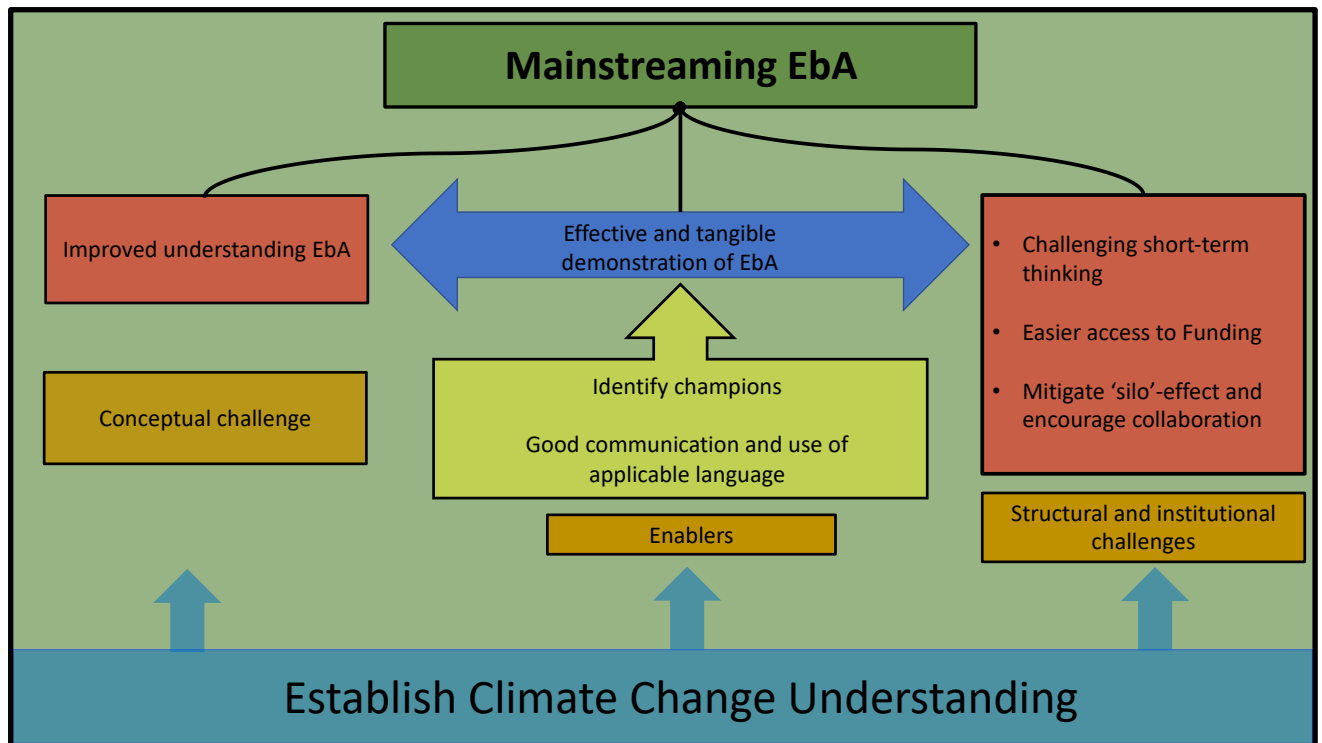 Mainstreaming EbA
Improved understanding EbA
Effective and tangible
demonstration of EbA
• Challenging short-term
thinking
• Easier access to Funding
• Mitigate ‘silo’-effect and
encourage collaboration
Conceptual challenge
Identify champions
Good communication and use of
applicable language
Enablers
Structural and institutional
challenges
Establish Climate Change Understanding